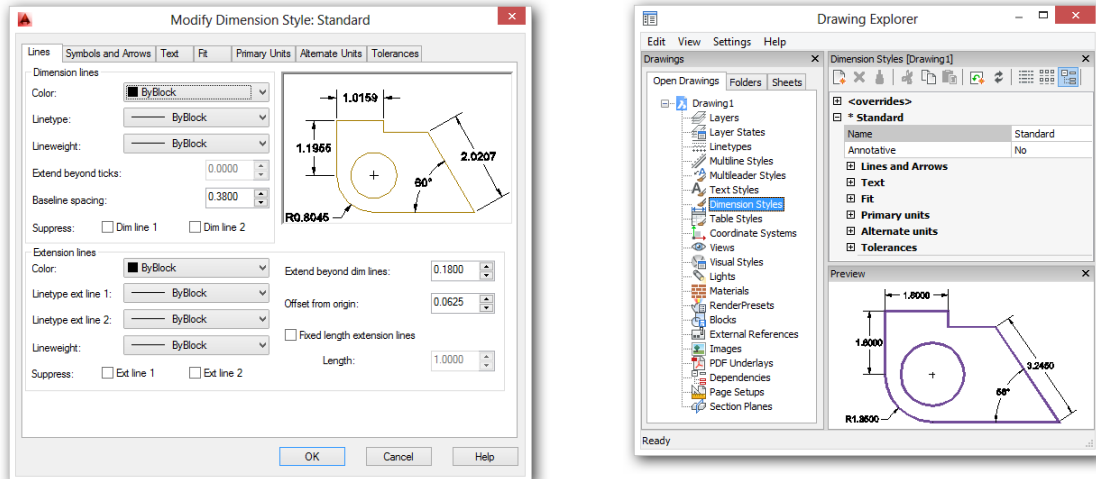 Modify Dimension Style: Standard
Lines Symbols and Arrows Text Fit Primary Units Alternate Units Tolerances
Dimension lines
Color: ByBlock
Linetype: ByBlock
Lineweight: ByBlock
Extend beyond ticks: 0.0000
Baseline spacing: 0.3800
Suppress: Dim line 1 Dim line 2
1.0159
1.1955
2.0207
60°
R0.8045
Extension lines
Color: ByBlock
Linetype ext line 1: ByBlock
Linetype ext line 2: ByBlock
Lineweight: ByBlock
Suppress: Ext line 1 Ext line 2
Extend beyond dim lines: 0.1800
Offset from origin: 0.0625
Fixed length extension lines
Length: 1.0000
OK Cancel Help
Drawing Explorer
Edit View Settings Help
Drawings
Open Drawings Folders Sheets
Drawing1
Layers
Layer States
Linetypes
Multiline Styles
Multileader Styles
Text Styles
Dimension Styles
Table Styles
Coordinate Systems
Views
Visual Styles
Lights
Materials
RenderPresets
Blocks
External References
Images
PDF Underlays
Dependencies
Page Setups
Section Planes
Dimension Styles [Drawing1]
<overrides>
* Standard
Name Standard
Annotative No
Lines and Arrows
Text
Fit
Primary units
Alternate units
Tolerances
Preview
1.6000
3.2450
R1.2500
Ready